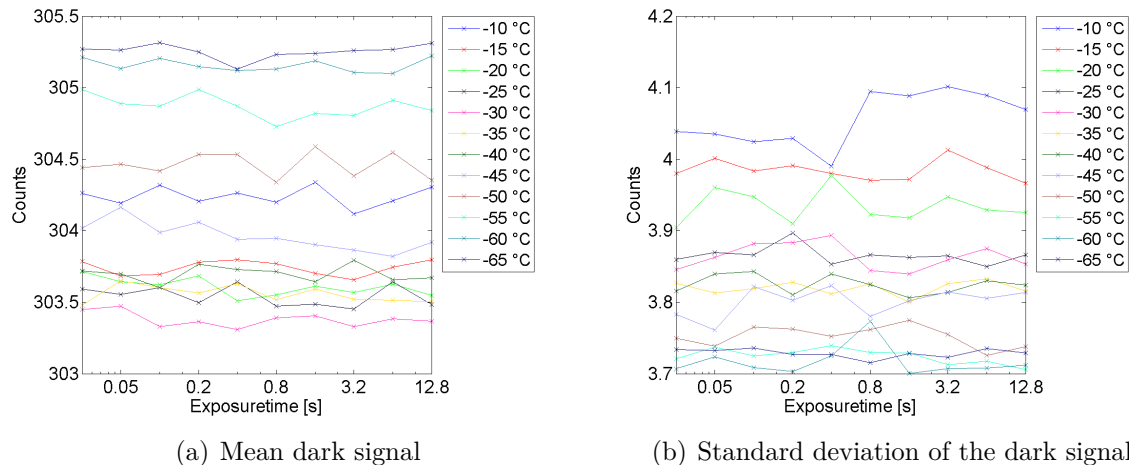 305.5
305
304.5
304
303.5
303
Counts
0.05 0.2 0.8 3.2 12.8
Exposuretime [s]
-10 °C
-15 °C
-20 °C
-25 °C
-30 °C
-35 °C
-40 °C
-45 °C
-50 °C
-55 °C
-60 °C
-65 °C
(a) Mean dark signal
4.2
4.1
4
3.9
3.8
3.7
Counts
0.05 0.2 0.8 3.2 12.8
Exposuretime [s]
-10 °C
-15 °C
-20 °C
-25 °C
-30 °C
-35 °C
-40 °C
-45 °C
-50 °C
-55 °C
-60 °C
-65 °C
(b) Standard deviation of the dark signal